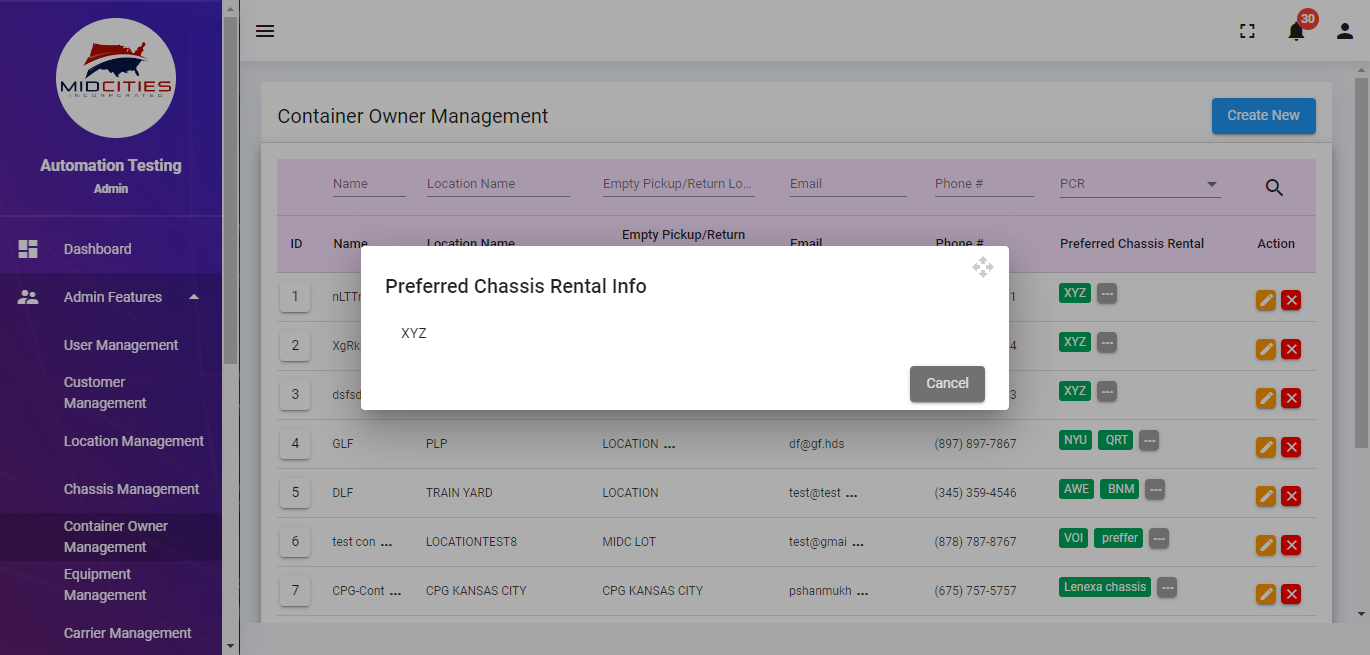 MIDCITIES
INCORPORATED
Automation Testing
Admin
Dashboard
Admin Features
User Management
Customer
Management
Location Management
Chassis Management
Container Owner
Management
Equipment
Management
Carrier Management
30
Container Owner Management
Create New
Name Location Name Empty Pickup/Return Lo... Email Phone # PCR
ID Name Location Name Empty Pickup/Return Email Phone # Preferred Chassis Rental Action
Preferred Chassis Rental Info
XYZ
Cancel
1 1 XYZ ---
2 4 XYZ ---
3 dsfsd 3 XYZ ---
4 GLF PLP LOCATION ... df@gf.hds (897) 897-7867 NYU QRT ---
5 DLF TRAIN YARD LOCATION test@test ... (345) 359-4546 AWE BNM ---
6 test con ... LOCATIONTEST8 MIDC LOT test@gmai ... (878) 787-8767 VOI preffer ---
7 CPG-Cont ... CPG KANSAS CITY CPG KANSAS CITY pshanmukh ... (675) 757-5757 Lenexa chassis ---